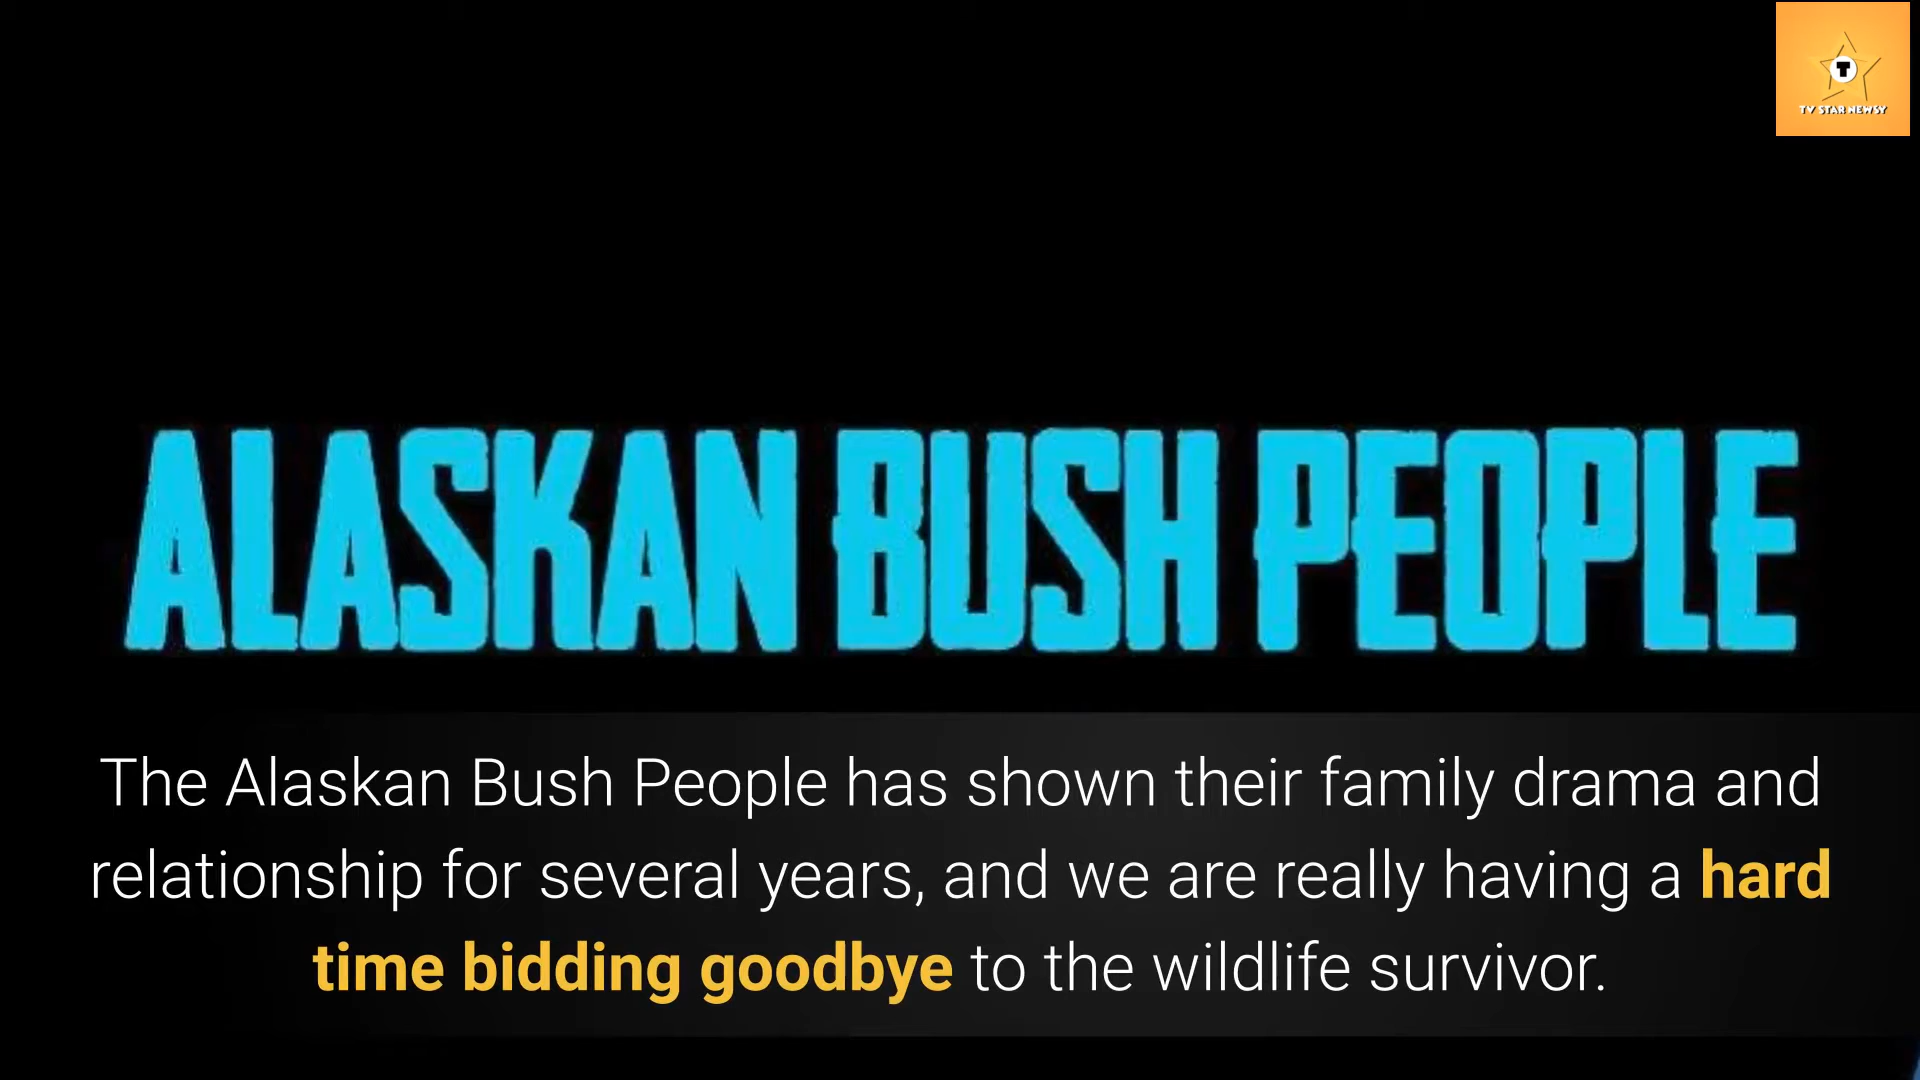 T
TV STAR NEWSY
ALASKAN BUSH PEOPLE
The Alaskan Bush People has shown their family drama and
relationship for several years, and we are really having a hard
time bidding goodbye to the wildlife survivor.